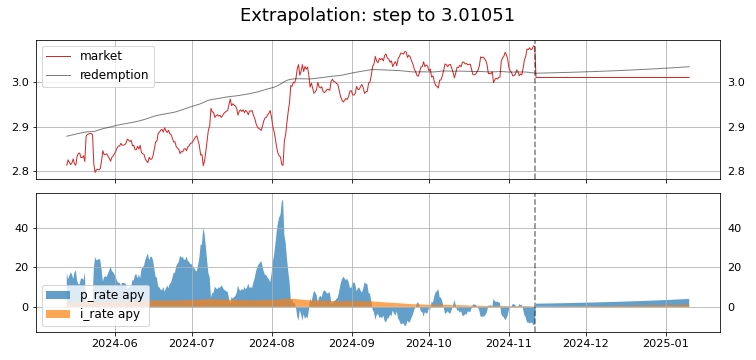 Extrapolation: step to 3.01051
market
redemption
3.0 3.0
2.9 2.9
2.8 2.8
40 40
20 20
0 0
p_rate apy
i_rate apy
2024-06 2024-07 2024-08 2024-09 2024-10 2024-11 2024-12 2025-01